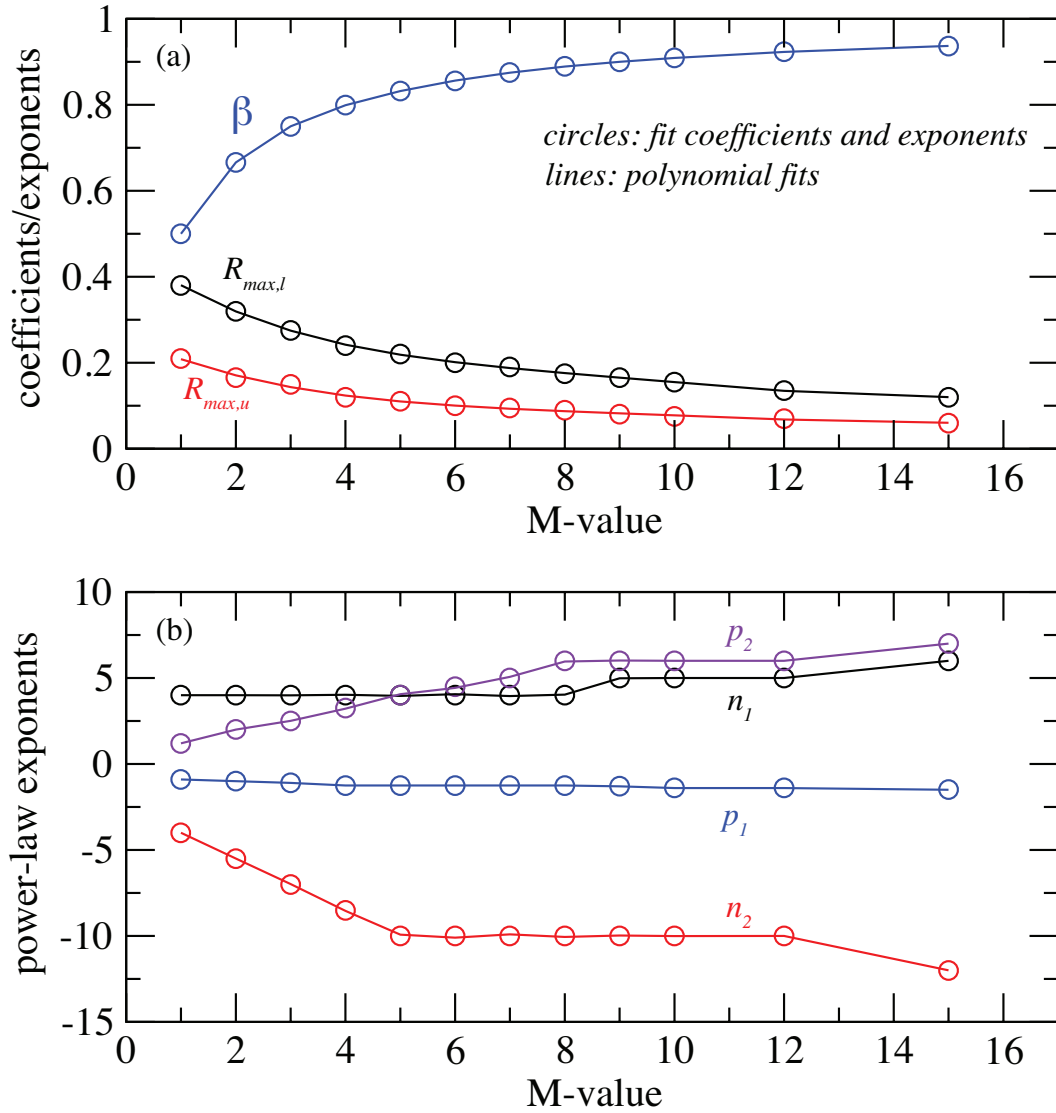 1
(a)
0.8
β
0.6
circles: fit coefficients and exponents
lines: polynomial fits
coefficients/exponents
0.4
R_max,l
0.2
R_max,u
0
0 2 4 6 8 10 12 14 16
M-value
10
(b)
p_2
5
n_1
0
power-law exponents
p_1
-5
n_2
-10
-15
0 2 4 6 8 10 12 14 16
M-value